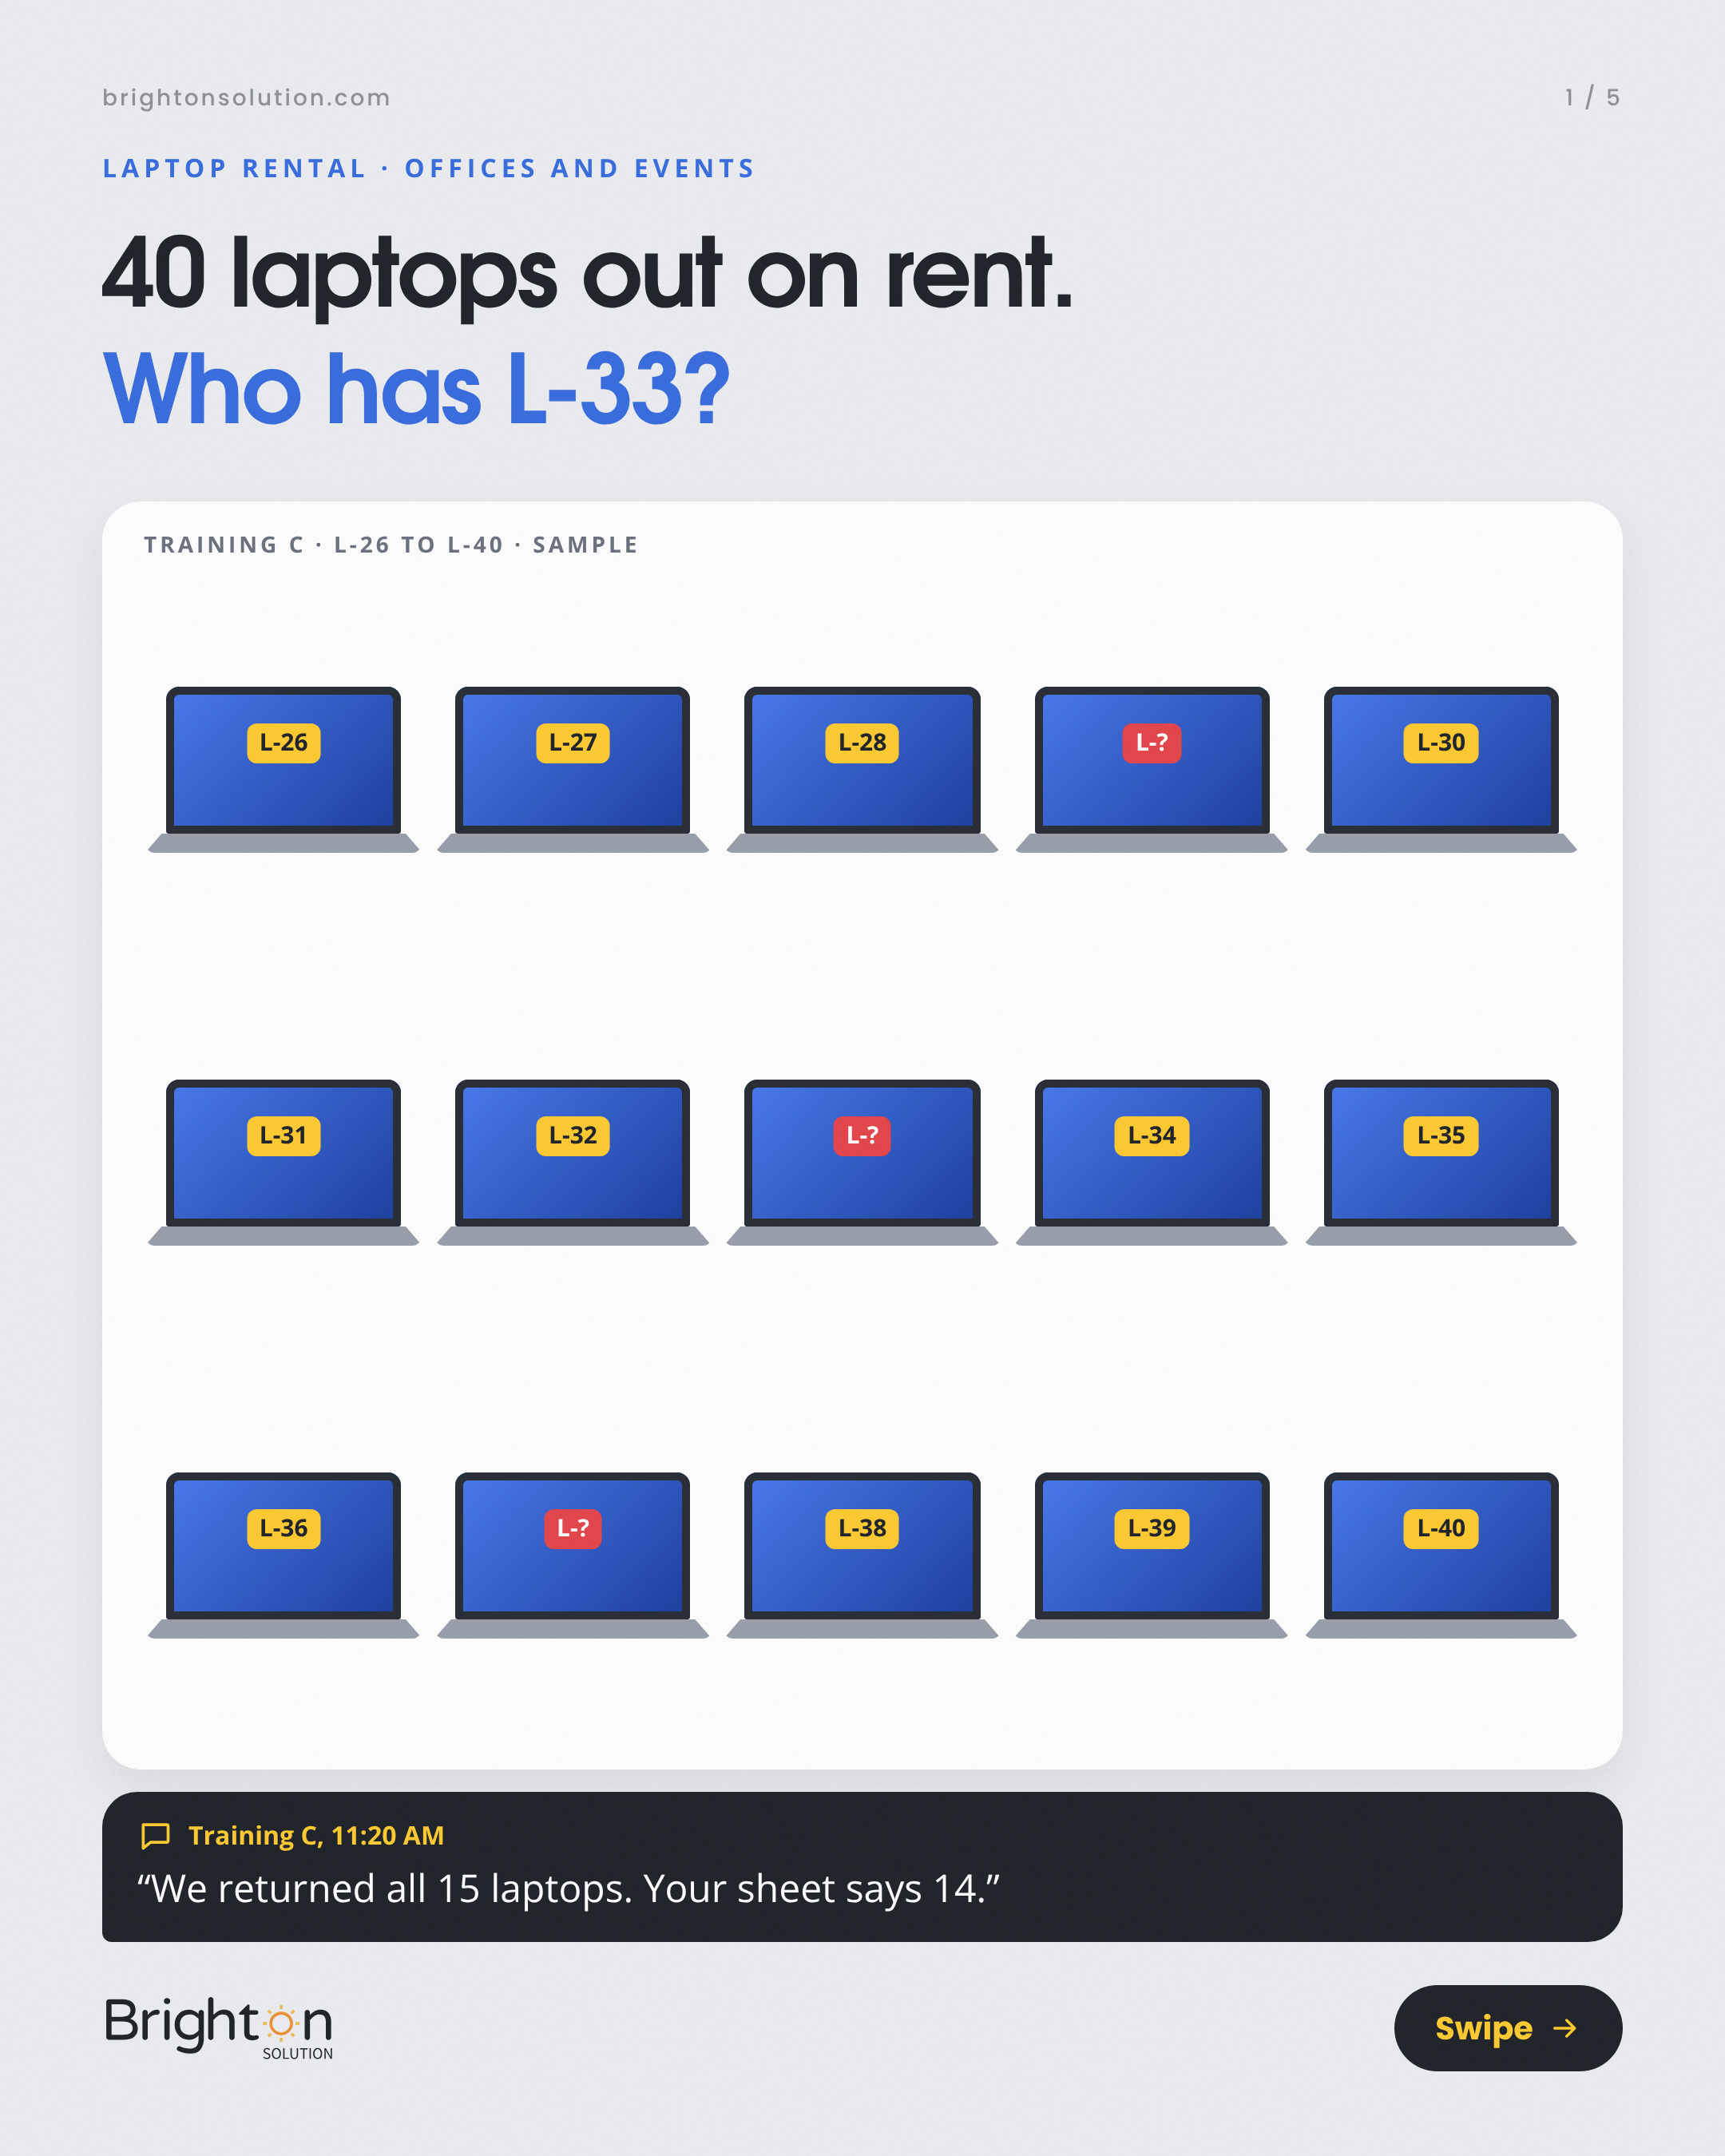 brightonsolution.com
1 / 5
LAPTOP RENTAL · OFFICES AND EVENTS
40 laptops out on rent.
Who has L-33?
TRAINING C · L-26 TO L-40 · SAMPLE
L-26
L-27
L-28
L-?
L-30
L-31
L-32
L-?
L-34
L-35
L-36
L-?
L-38
L-39
L-40
Training C, 11:20 AM
“We returned all 15 laptops. Your sheet says 14.”
Brighton
SOLUTION
Swipe →